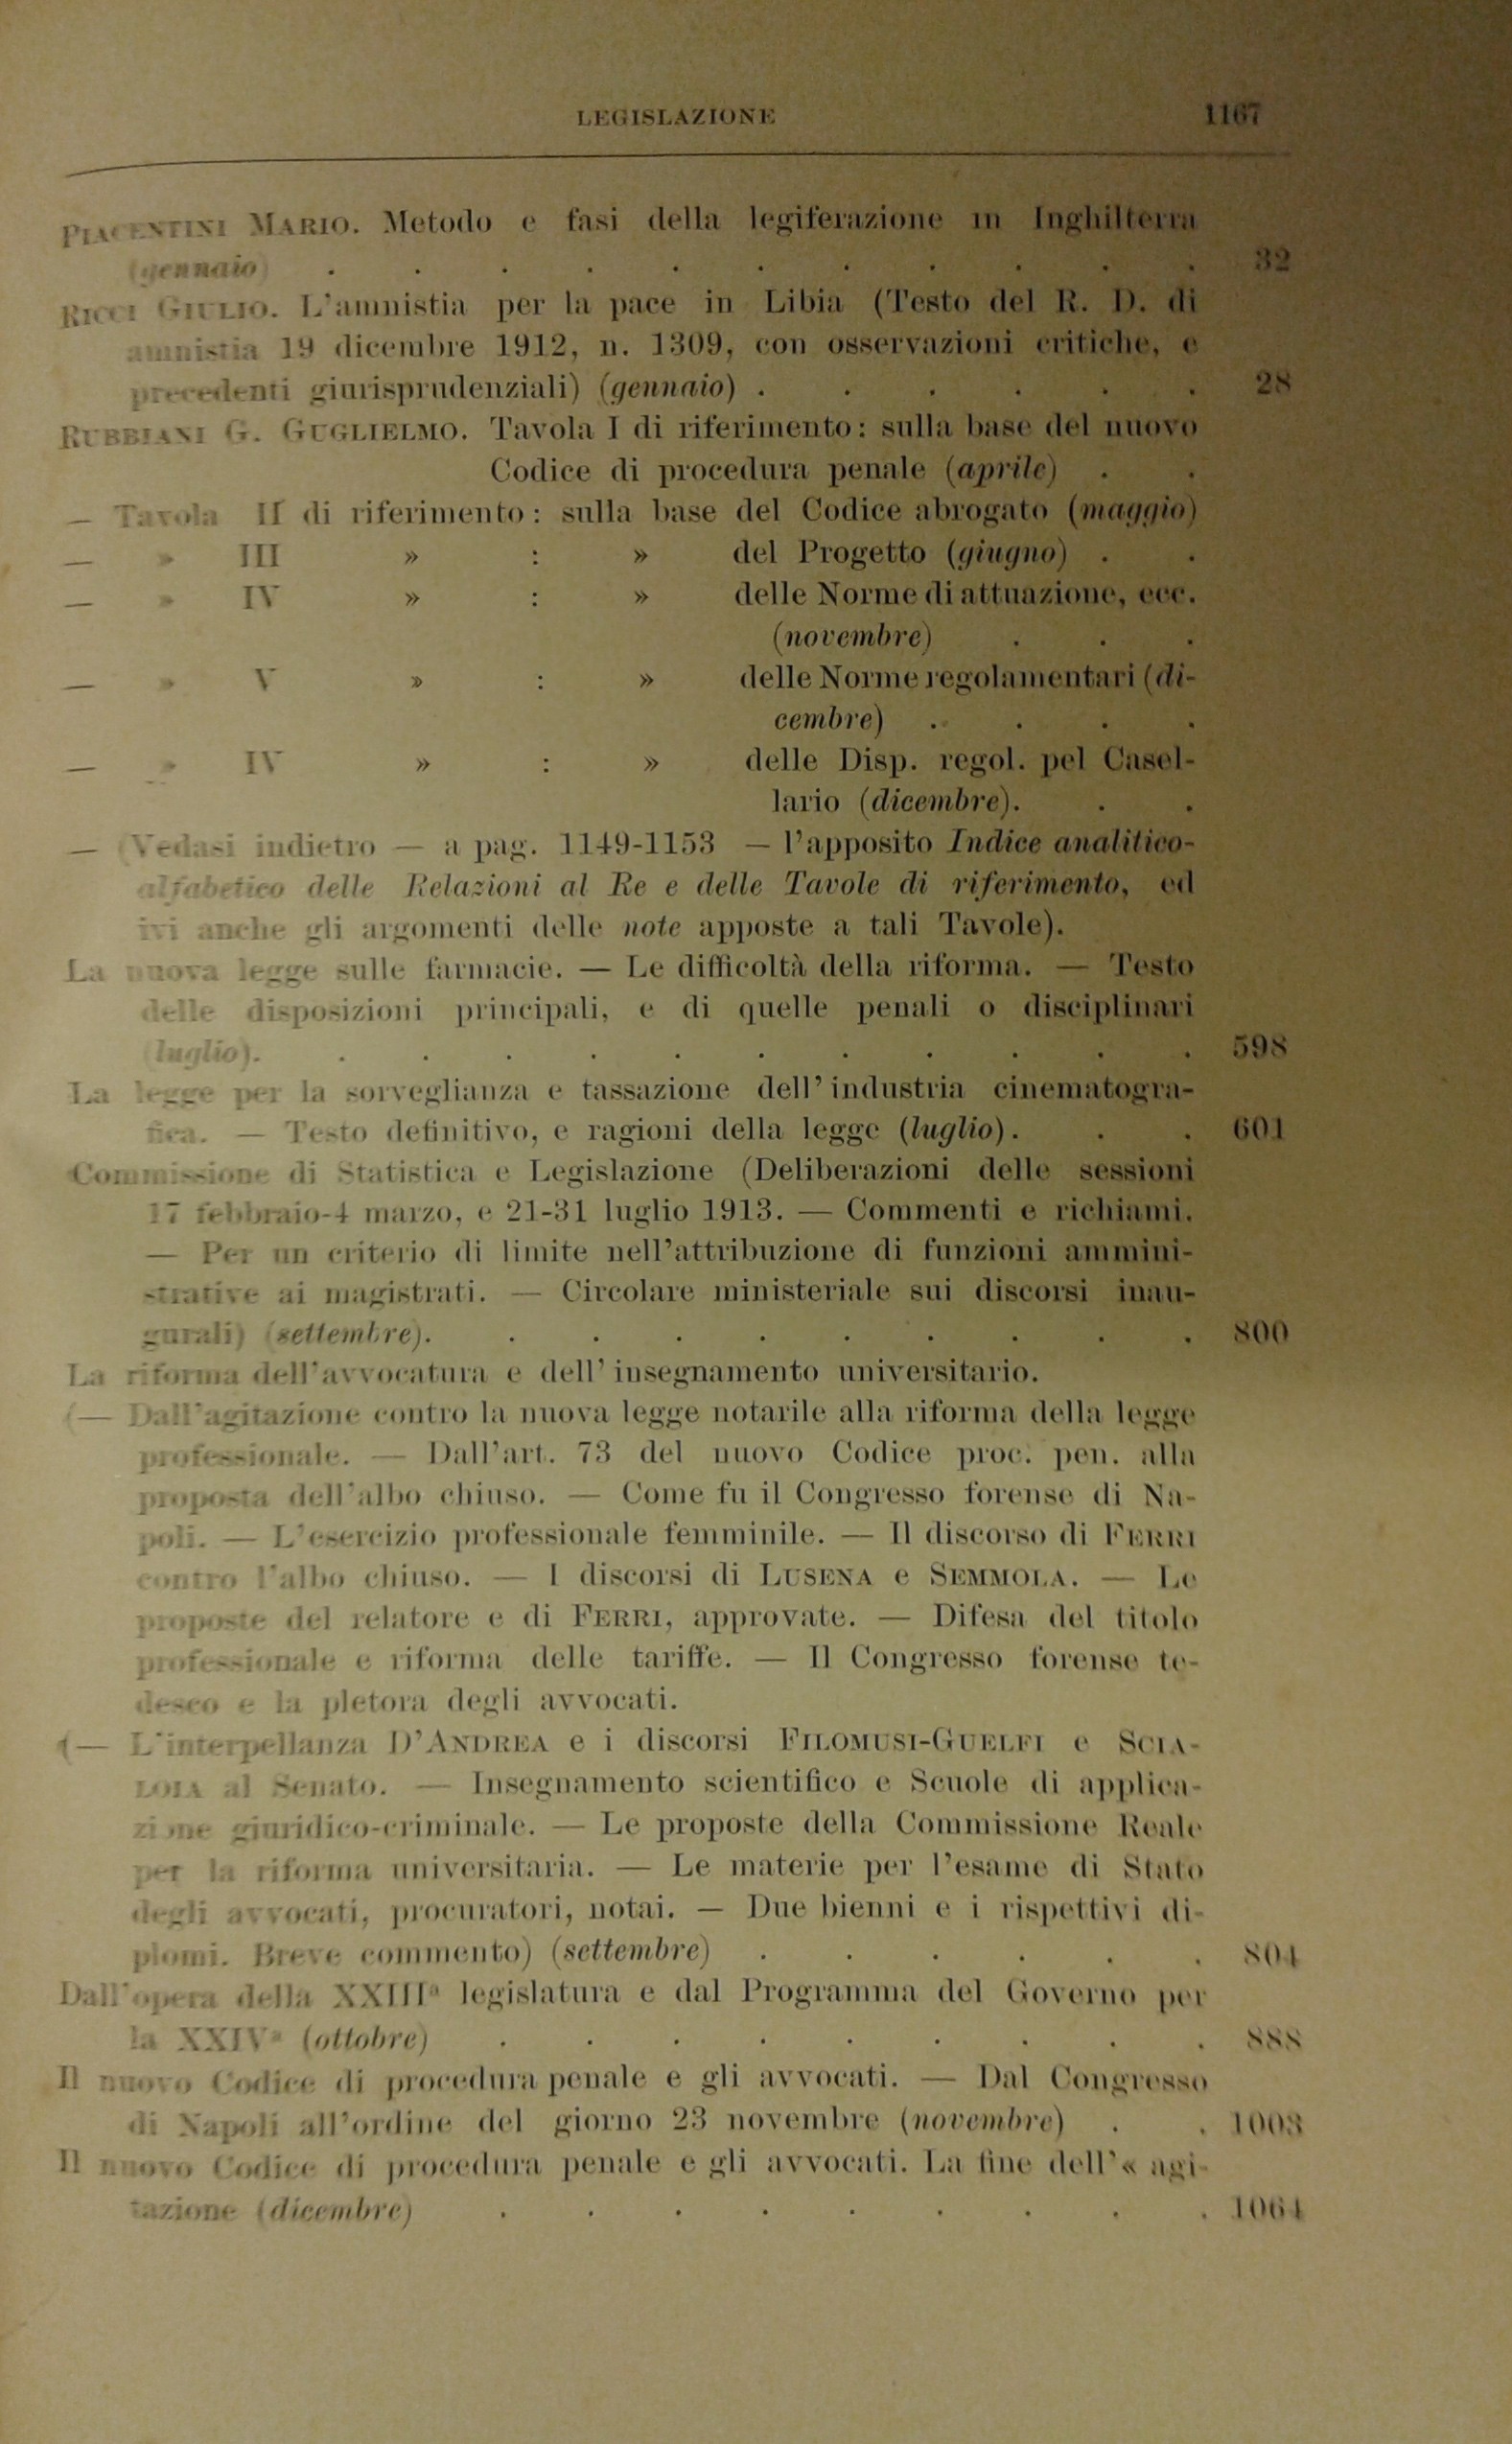 LEGISLAZIONE 1167
PIACENTINI MARIO. Metodo e fasi della legiferazione in Inghilterra
(gennaio) . . . . . . . . . . . 32
RICCI GIULIO. L'amnistia per la pace in Libia (Testo del R. D. di
amnistia 19 dicembre 1912, n. 1309, con osservazioni critiche, e
precedenti giurisprudenziali) (gennaio) . . . . . . 28
RUBBIANI G. GUGLIELMO. Tavola I di riferimento: sulla base del nuovo
Codice di procedura penale (aprile) . .
— Tavola II di riferimento: sulla base del Codice abrogato (maggio)
— » III » : » del Progetto (giugno) . .
— » IV » : » delle Norme di attuazione, ecc.
(novembre) . . .
— » V » : » delle Norme regolamentari (di-
cembre) . . . .
— » IV » : » delle Disp. regol. pel Casel-
lario (dicembre). . .
— (Vedasi indietro — a pag. 1149-1153 — l'apposito Indice analitico-
alfabetico delle Relazioni al Re e delle Tavole di riferimento, ed
ivi anche gli argomenti delle note apposte a tali Tavole).
La nuova legge sulle farmacie. — Le difficoltà della riforma. — Testo
delle disposizioni principali, e di quelle penali o disciplinari
(luglio). . . . . . . . . . . . 598
La legge per la sorveglianza e tassazione dell'industria cinematogra-
fica. — Testo definitivo, e ragioni della legge (luglio). . . 601
Commissione di Statistica e Legislazione (Deliberazioni delle sessioni
17 febbraio-4 marzo, e 21-31 luglio 1913. — Commenti e richiami.
— Per un criterio di limite nell'attribuzione di funzioni ammini-
strative ai magistrati. — Circolare ministeriale sui discorsi inau-
gurali) (settembre). . . . . . . . . . 800
La riforma dell'avvocatura e dell'insegnamento universitario.
(— Dall'agitazione contro la nuova legge notarile alla riforma della legge
professionale. — Dall'art. 73 del nuovo Codice proc. pen. alla
proposta dell'albo chiuso. — Come fu il Congresso forense di Na-
poli. — L'esercizio professionale femminile. — Il discorso di FERRI
contro l'albo chiuso. — I discorsi di LUSENA e SEMMOLA. — Le
proposte del relatore e di FERRI, approvate. — Difesa del titolo
professionale e riforma delle tariffe. — Il Congresso forense te-
desco e la pletora degli avvocati.
(— L'interpellanza D'ANDREA e i discorsi FILOMUSI-GUELFI e SCIA-
LOIA al Senato. — Insegnamento scientifico e Scuole di applica-
zione giuridico-criminale. — Le proposte della Commissione Reale
per la riforma universitaria. — Le materie per l'esame di Stato
degli avvocati, procuratori, notai. — Due bienni e i rispettivi di-
plomi. Breve commento) (settembre) . . . . . . 804
Dall'opera della XXIIIª legislatura e dal Programma del Governo per
la XXIVª (ottobre) . . . . . . . . . 888
Il nuovo Codice di procedura penale e gli avvocati. — Dal Congresso
di Napoli all'ordine del giorno 23 novembre (novembre) . . 1003
Il nuovo Codice di procedura penale e gli avvocati. La fine dell'« agi-
tazione (dicembre) . . . . . . . . . 1064